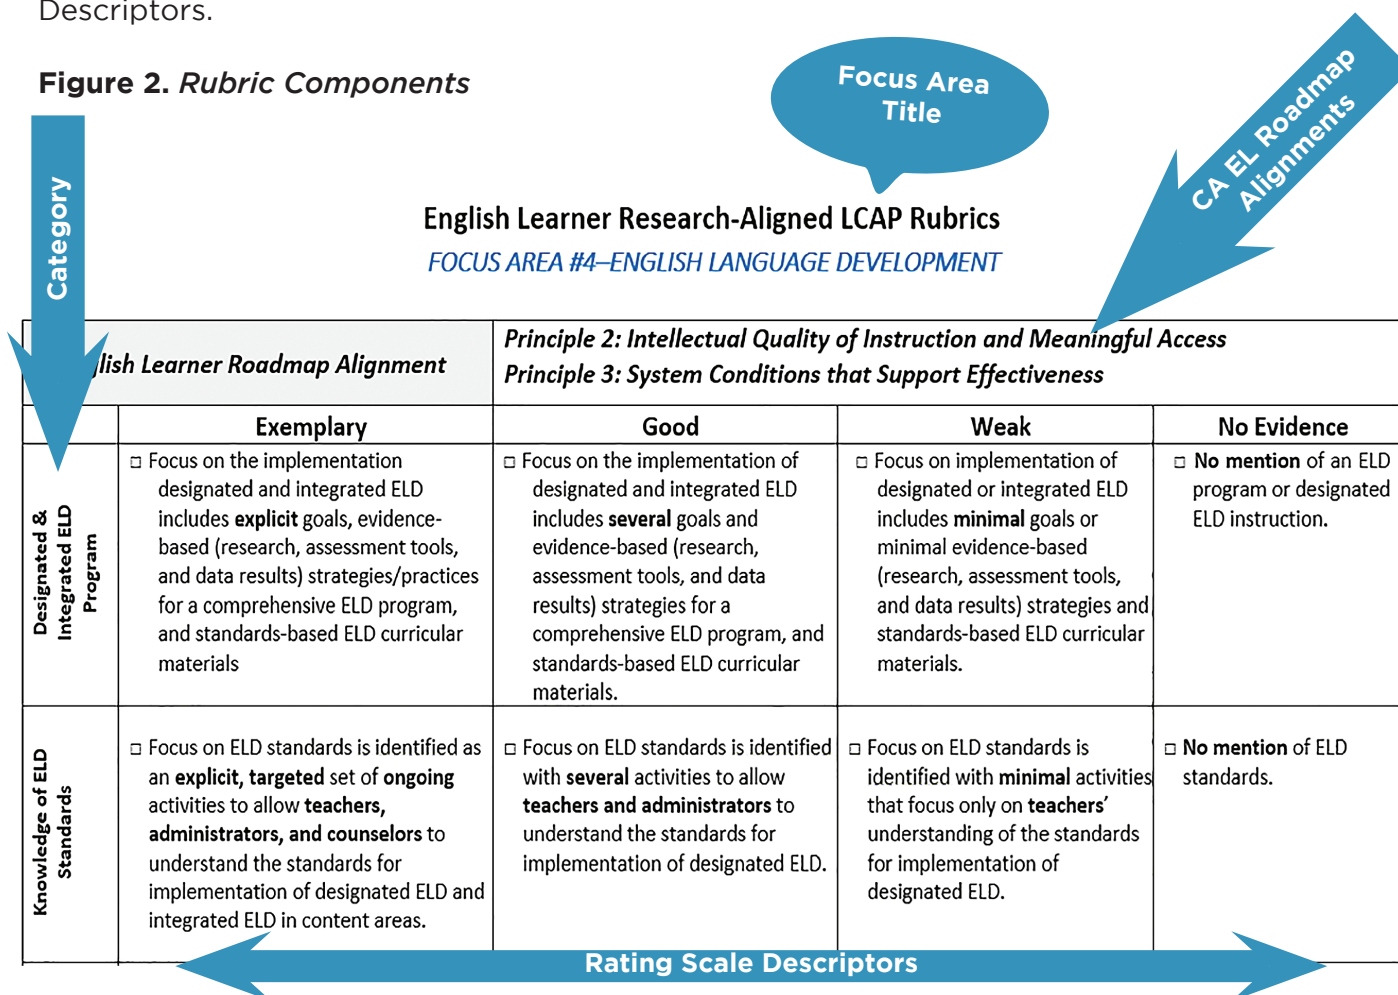 Descriptors.
Figure 2. Rubric Components
Focus Area
Title
CA EL Roadmap
Alignments
Category
English Learner Research-Aligned LCAP Rubrics
FOCUS AREA #4–ENGLISH LANGUAGE DEVELOPMENT
lish Learner Roadmap Alignment
Principle 2: Intellectual Quality of Instruction and Meaningful Access
Principle 3: System Conditions that Support Effectiveness
Exemplary
Good
Weak
No Evidence
Designated &
Integrated ELD
Program
□ Focus on the implementation
designated and integrated ELD
includes explicit goals, evidence-
based (research, assessment tools,
and data results) strategies/practices
for a comprehensive ELD program,
and standards-based ELD curricular
materials
□ Focus on the implementation of
designated and integrated ELD
includes several goals and
evidence-based (research,
assessment tools, and data
results) strategies for a
comprehensive ELD program, and
standards-based ELD curricular
materials.
□ Focus on implementation of
designated or integrated ELD
includes minimal goals or
minimal evidence-based
(research, assessment tools,
and data results) strategies and
standards-based ELD curricular
materials.
□ No mention of an ELD
program or designated
ELD instruction.
Knowledge of ELD
Standards
□ Focus on ELD standards is identified as
an explicit, targeted set of ongoing
activities to allow teachers,
administrators, and counselors to
understand the standards for
implementation of designated ELD and
integrated ELD in content areas.
□ Focus on ELD standards is identified
with several activities to allow
teachers and administrators to
understand the standards for
implementation of designated ELD.
□ Focus on ELD standards is
identified with minimal activities
that focus only on teachers’
understanding of the standards
for implementation of
designated ELD.
□ No mention of ELD
standards.
Rating Scale Descriptors